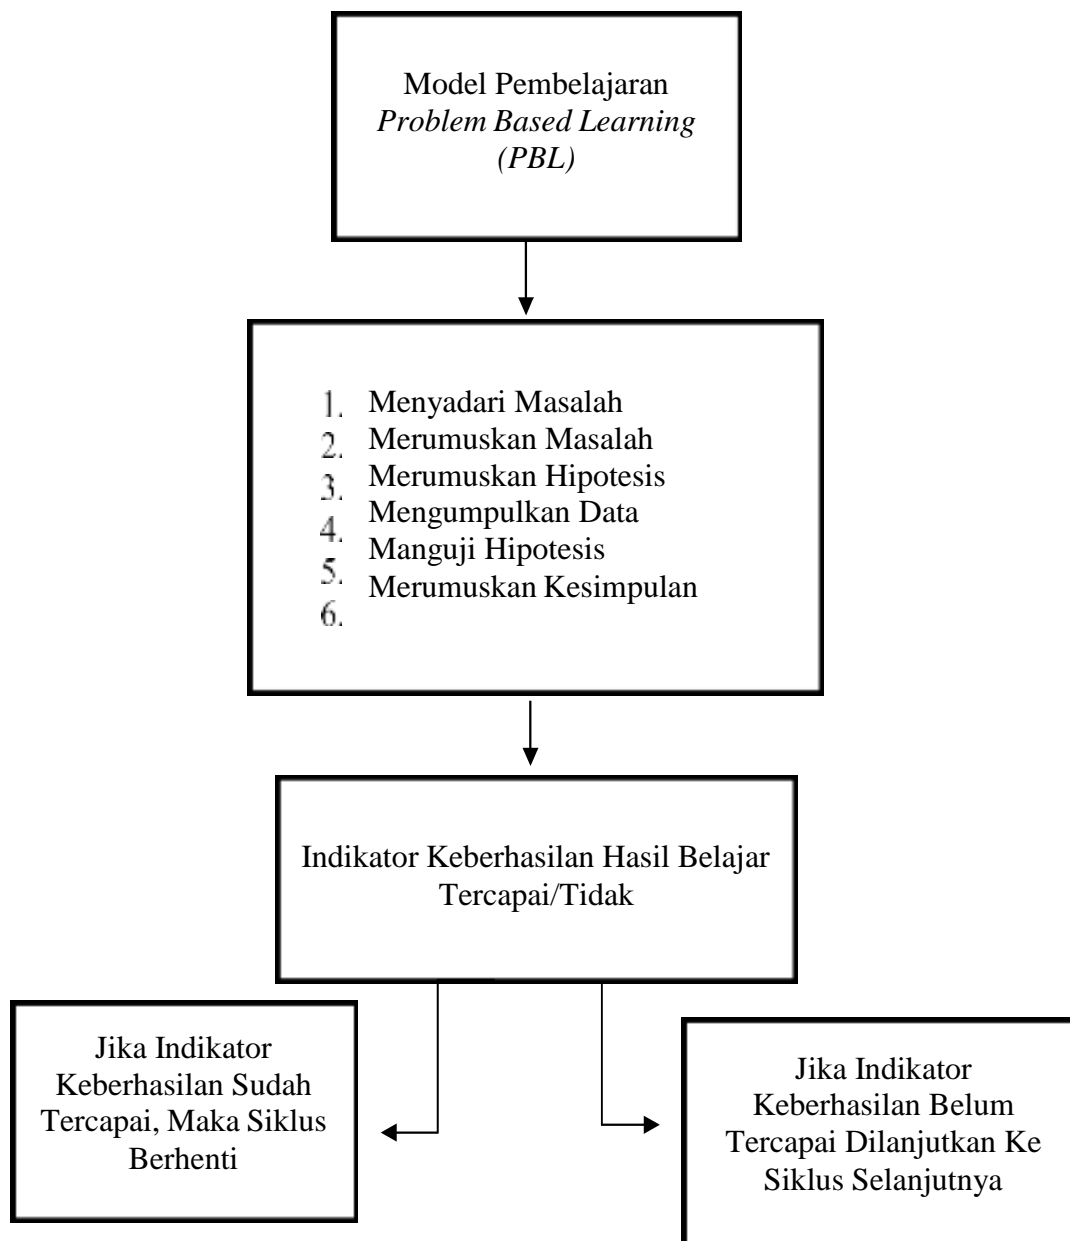 Model Pembelajaran
Problem Based Learning
(PBL)
1. Menyadari Masalah
2. Merumuskan Masalah
3. Merumuskan Hipotesis
4. Mengumpulkan Data
5. Manguji Hipotesis
6. Merumuskan Kesimpulan
Indikator Keberhasilan Hasil Belajar
Tercapai/Tidak
Jika Indikator
Keberhasilan Sudah
Tercapai, Maka Siklus
Berhenti
Jika Indikator
Keberhasilan Belum
Tercapai Dilanjutkan Ke
Siklus Selanjutnya